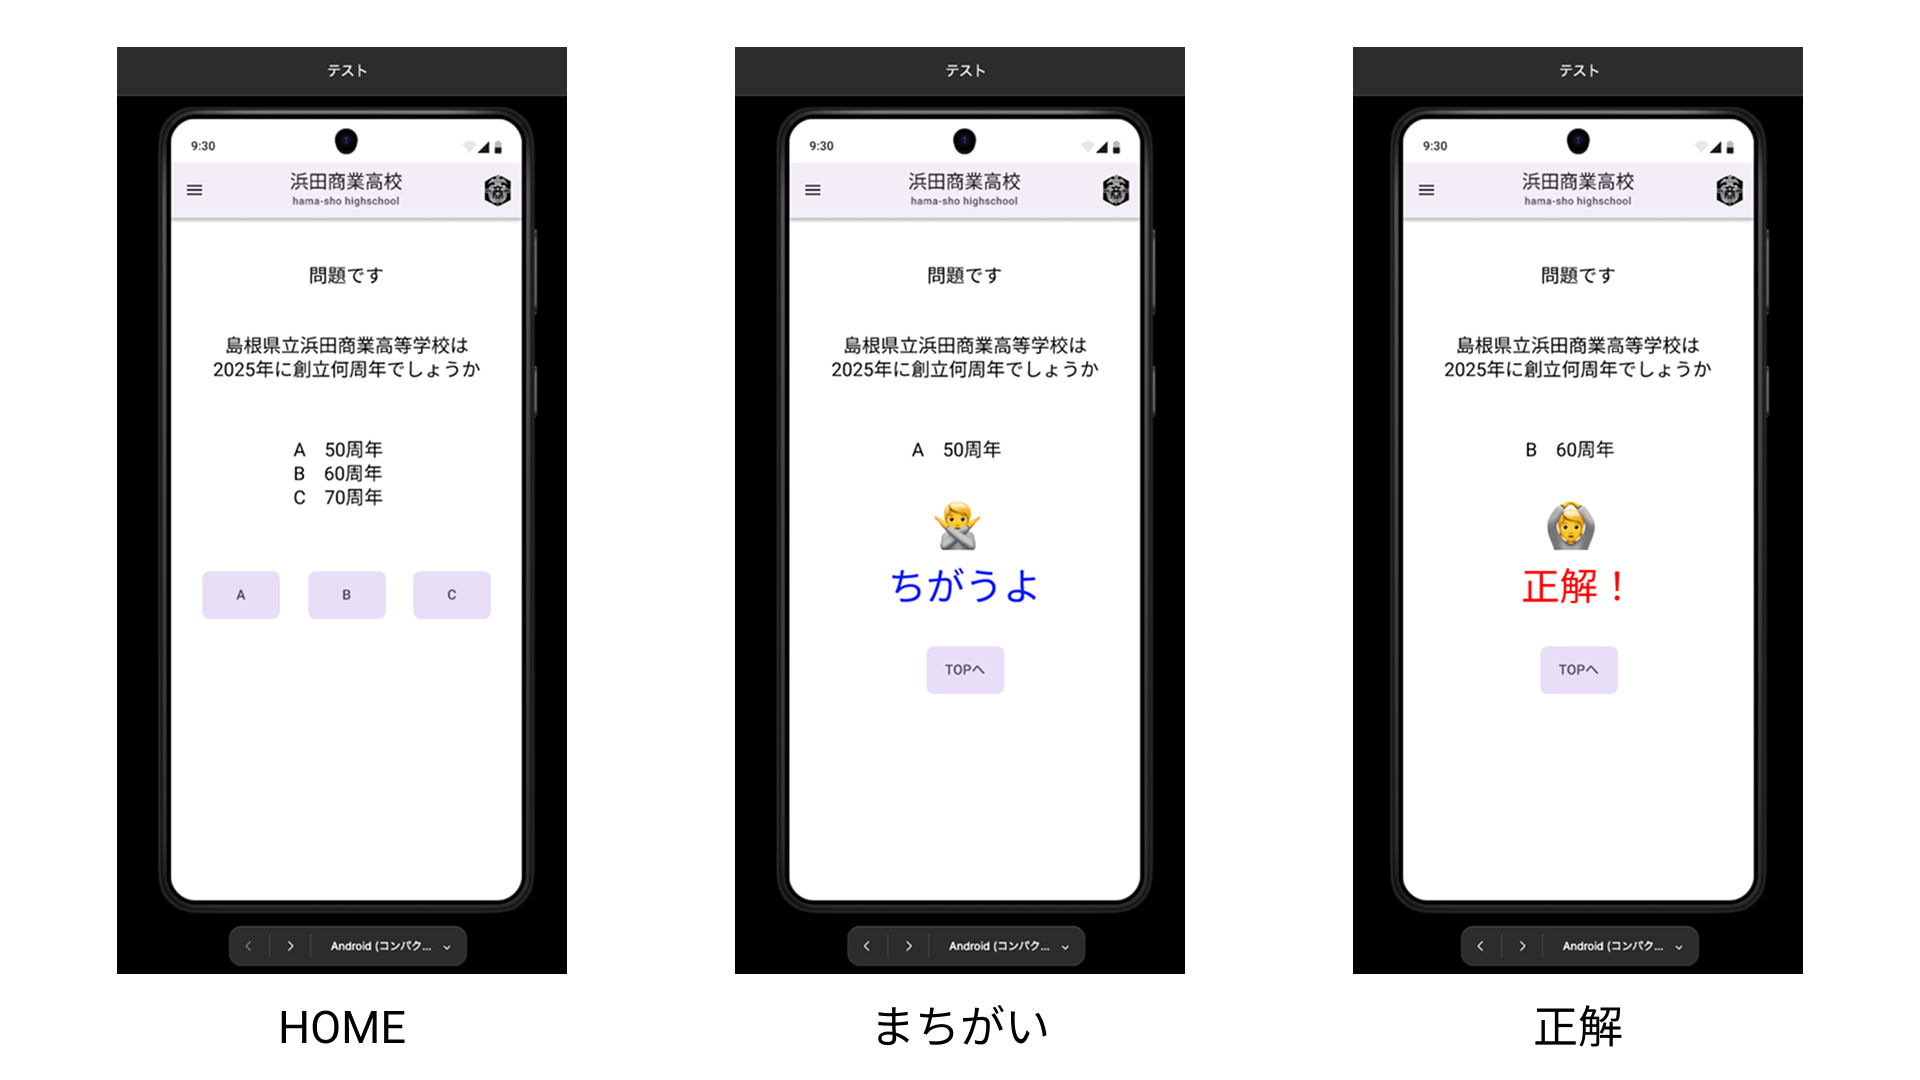 テスト
9:30
浜田商業高校
hama-sho highschool
問題です
島根県立浜田商業高等学校は
2025年に創立何周年でしょうか
A 50周年
B 60周年
C 70周年
A
B
C
Android (コンパク...
HOME
テスト
9:30
浜田商業高校
hama-sho highschool
問題です
島根県立浜田商業高等学校は
2025年に創立何周年でしょうか
A 50周年
ちがうよ
TOPへ
Android (コンパク...
まちがい
テスト
9:30
浜田商業高校
hama-sho highschool
問題です
島根県立浜田商業高等学校は
2025年に創立何周年でしょうか
B 60周年
正解！
TOPへ
Android (コンパク...
正解